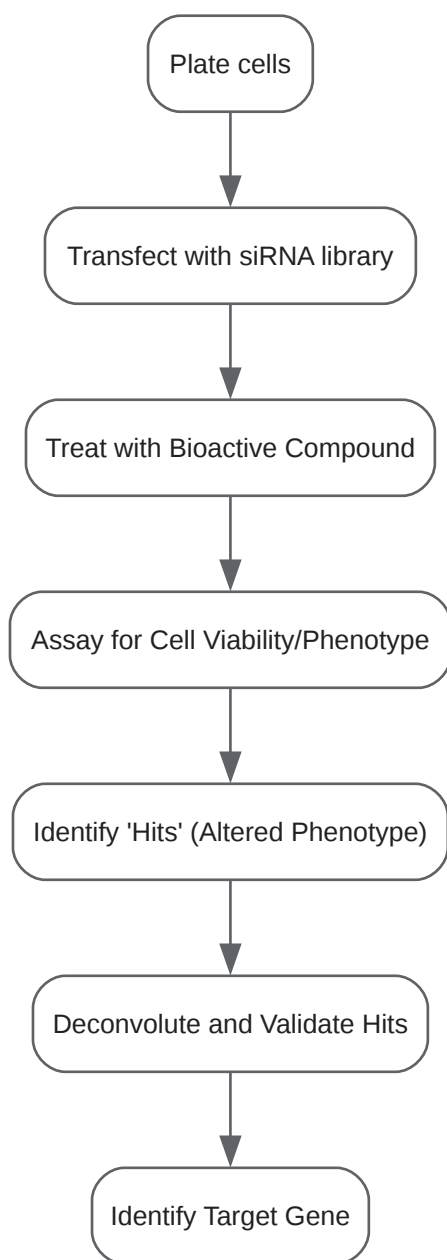 Plate cells
Transfect with siRNA library
Treat with Bioactive Compound
Assay for Cell Viability/Phenotype
Identify 'Hits' (Altered Phenotype)
Deconvolute and Validate Hits
Identify Target Gene